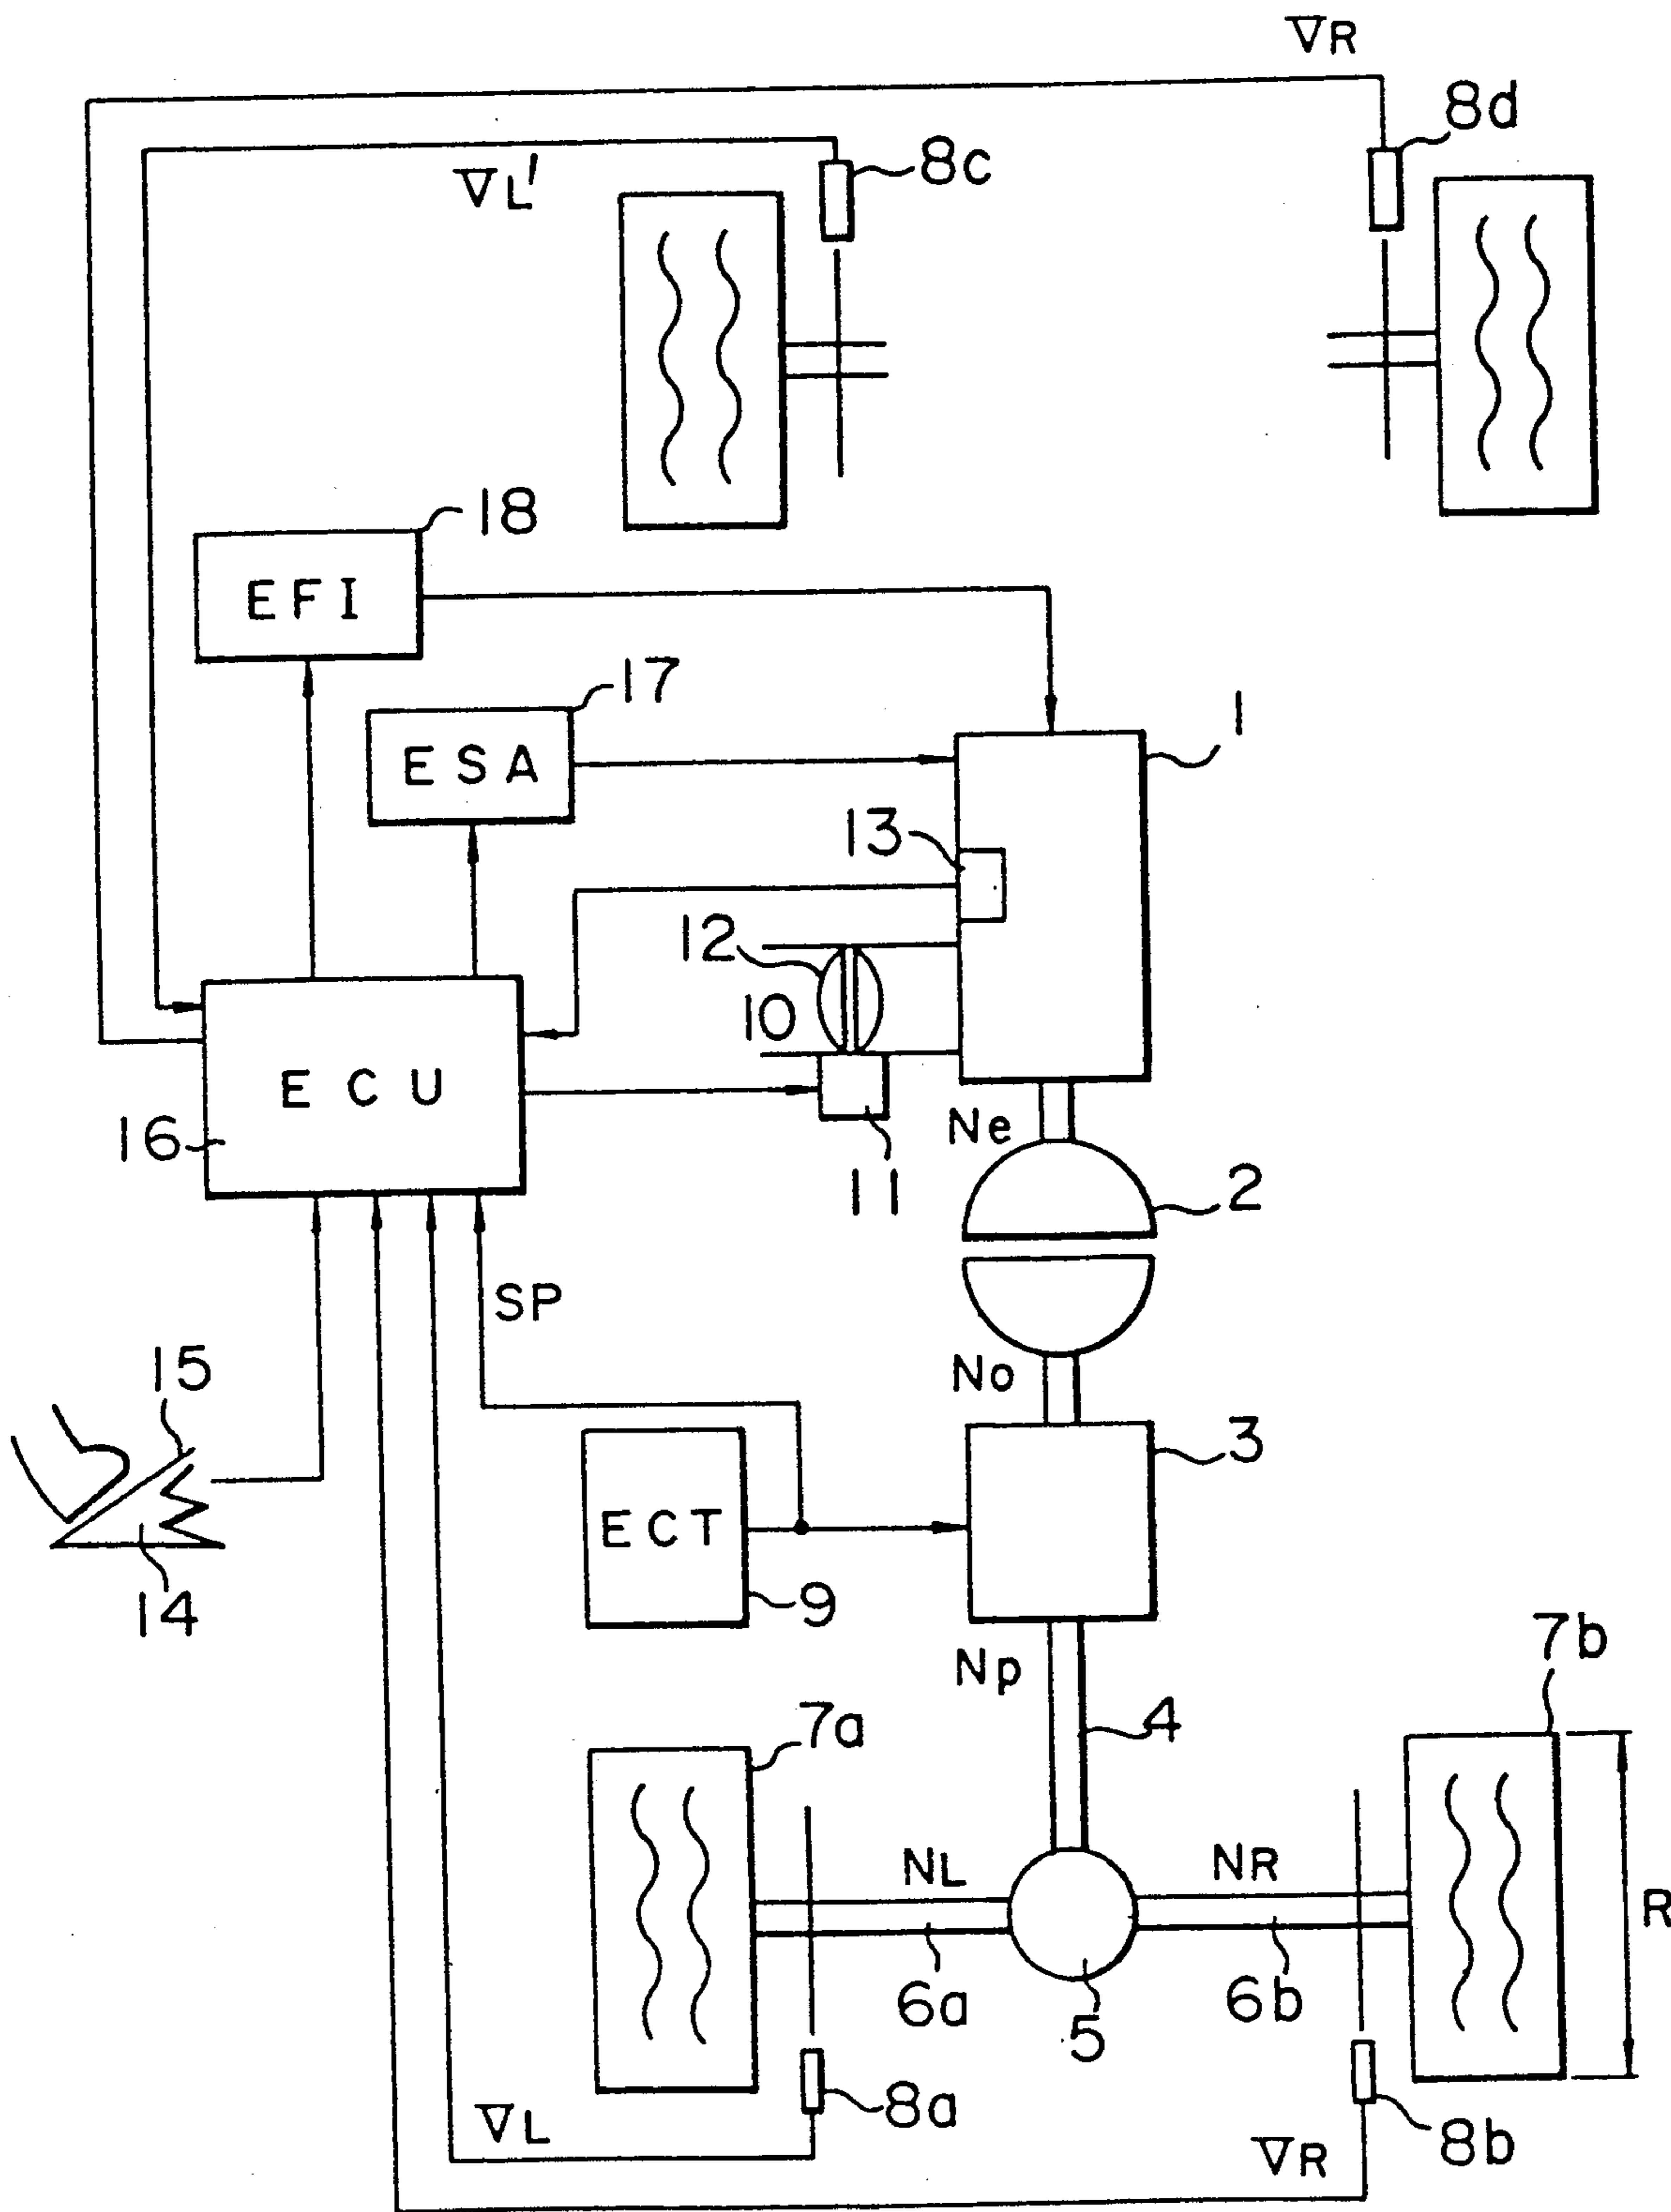 VR
8d
8c
VL'
18
EFI
17
ESA
1
13
12
10
ECU
16
11
Ne
2
SP
No
15
3
ECT
14
9
Np
7b
7a
4
NL
NR
R
6a
6b
5
8a
VL
8b
VR